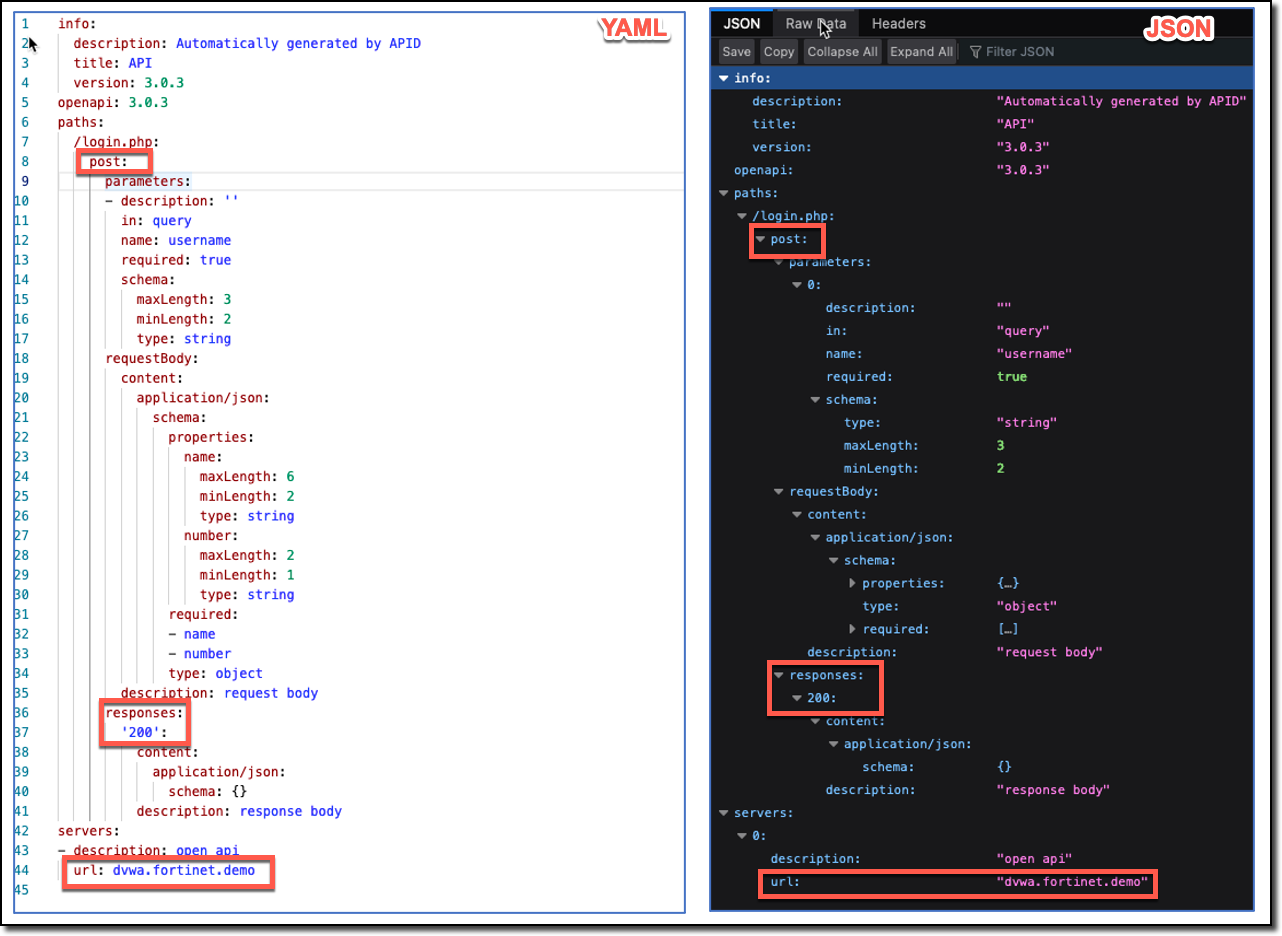 YAML
1 info:
2 description: Automatically generated by APID
3 title: API
4 version: 3.0.3
5 openapi: 3.0.3
6 paths:
7 /login.php:
8 post:
9 parameters:
10 - description: ''
11 in: query
12 name: username
13 required: true
14 schema:
15 maxLength: 3
16 minLength: 2
17 type: string
18 requestBody:
19 content:
20 application/json:
21 schema:
22 properties:
23 name:
24 maxLength: 6
25 minLength: 2
26 type: string
27 number:
28 maxLength: 2
29 minLength: 1
30 type: string
31 required:
32 - name
33 - number
34 type: object
35 description: request body
36 responses:
37 '200':
38 content:
39 application/json:
40 schema: {}
41 description: response body
42 servers:
43 - description: open api
44 url: dvwa.fortinet.demo
45
JSON Raw Data Headers
JSON
Save Copy Collapse All Expand All Filter JSON
info:
description: "Automatically generated by APID"
title: "API"
version: "3.0.3"
openapi: "3.0.3"
paths:
/login.php:
post:
parameters:
0:
description: ""
in: "query"
name: "username"
required: true
schema:
type: "string"
maxLength: 3
minLength: 2
requestBody:
content:
application/json:
schema:
properties: {…}
type: "object"
required: […]
description: "request body"
responses:
200:
content:
application/json:
schema: {}
description: "response body"
servers:
0:
description: "open api"
url: "dvwa.fortinet.demo"